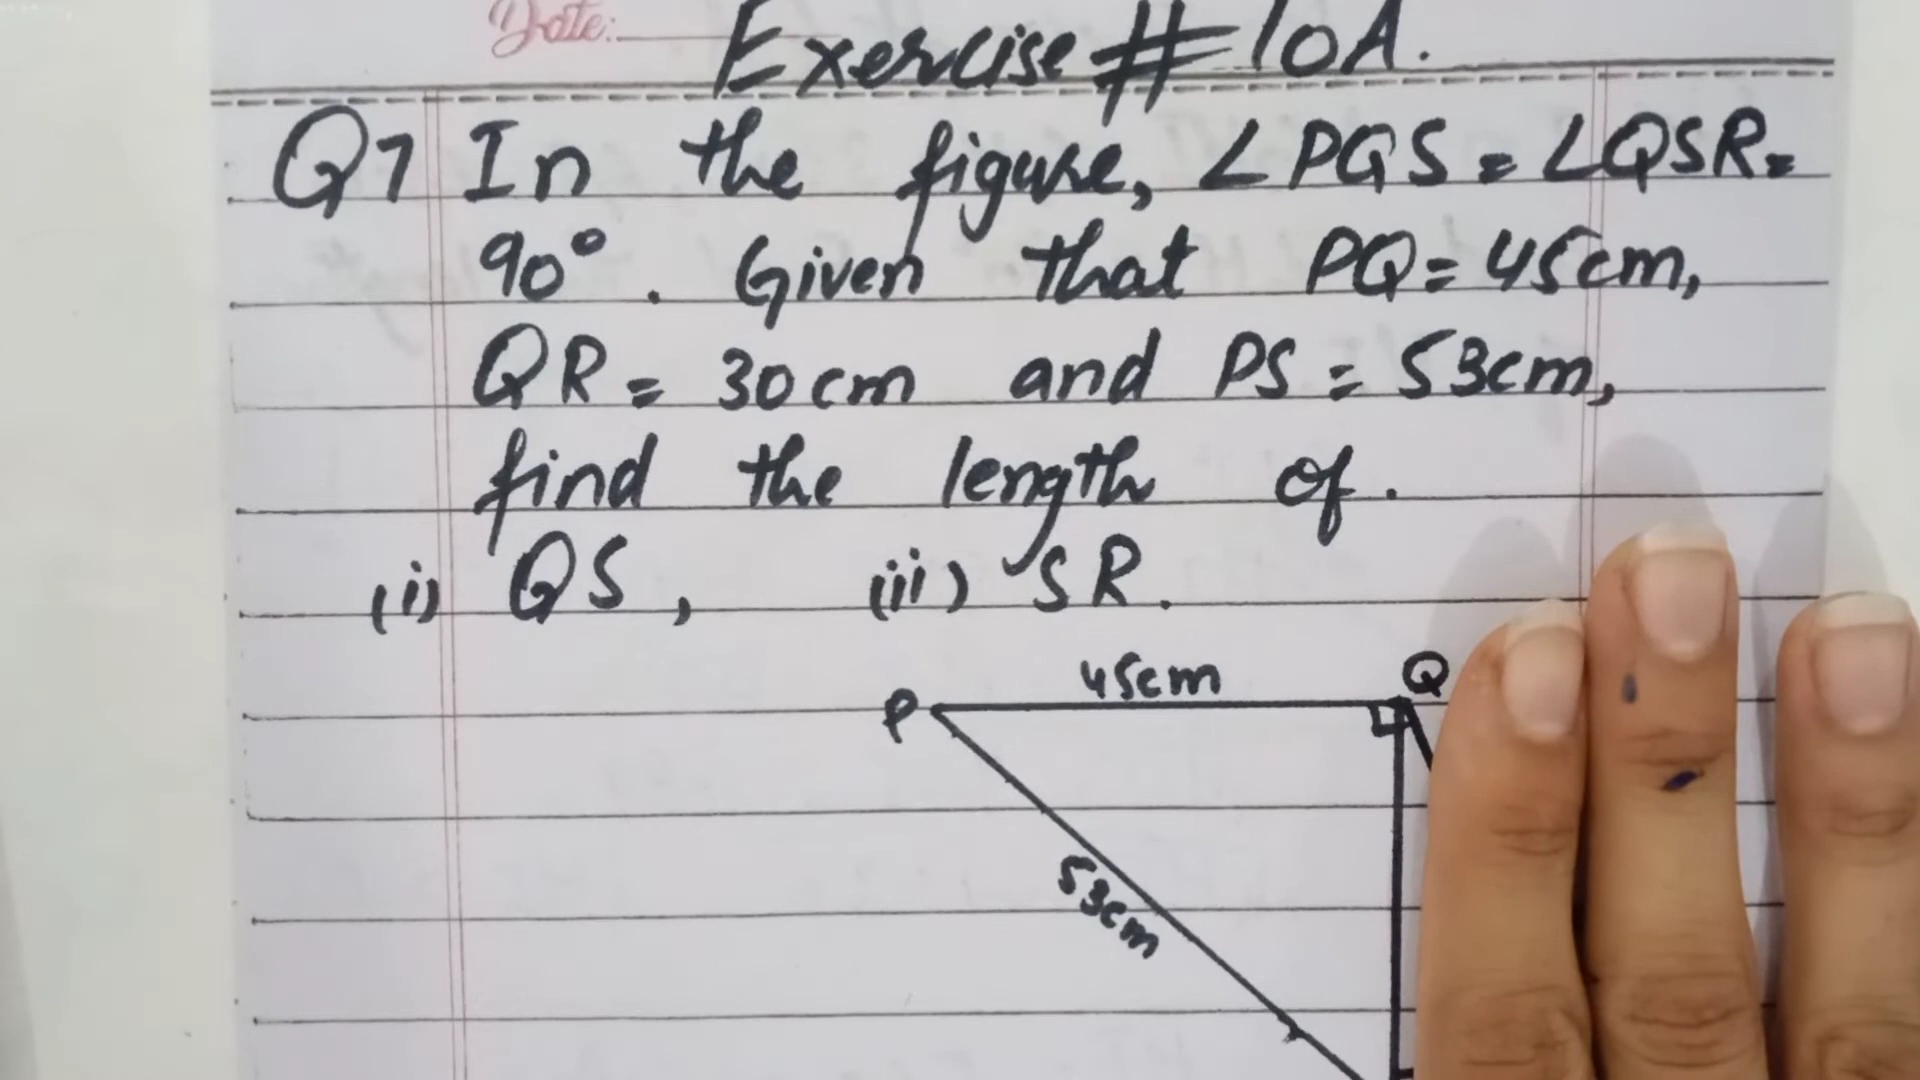 Date:
Exercise # 10A.
Q7 In the figure, ∠PQS = ∠QSR =
90°. Given that PQ = 45cm,
QR = 30cm and PS = 53cm,
find the length of.
(i) QS, (ii) SR.
45cm
Q
P
53cm